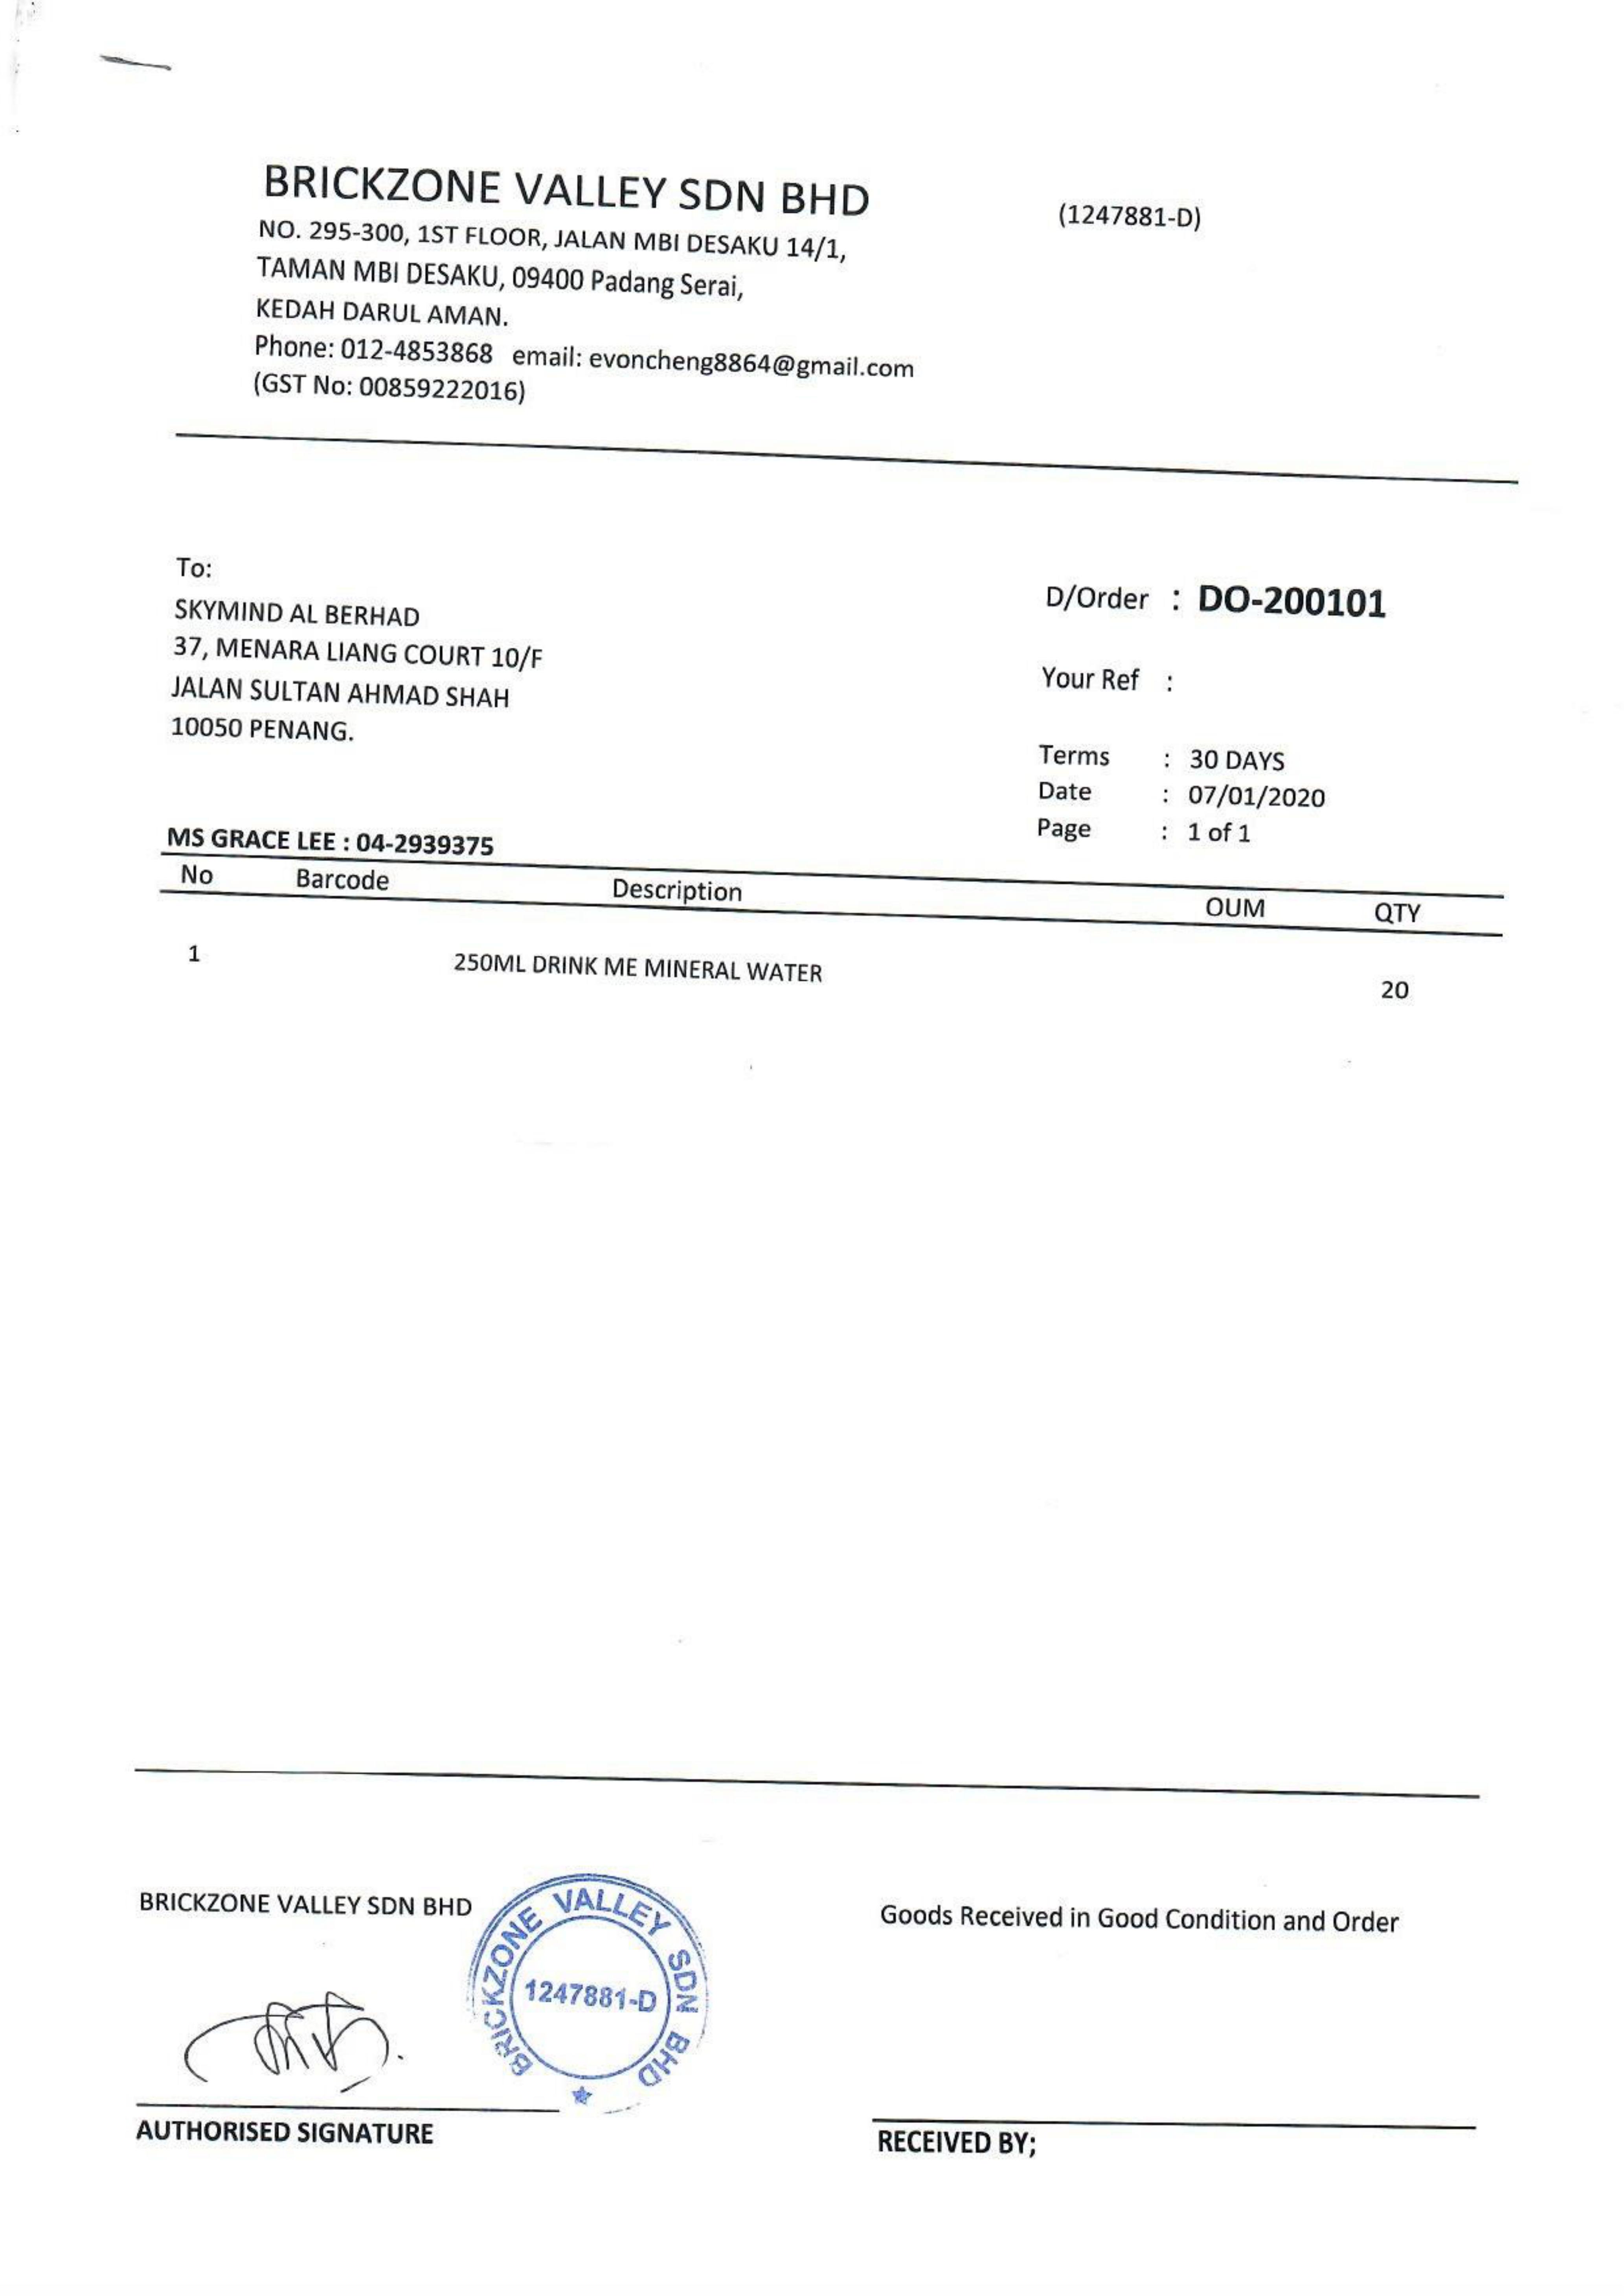 BRICKZONE VALLEY SDN BHD (1247881-D)
NO. 295-300, 1ST FLOOR, JALAN MBI DESAKU 14/1,
TAMAN MBI DESAKU, 09400 Padang Serai,
KEDAH DARUL AMAN.
Phone: 012-4853868 email: evoncheng8864@gmail.com
(GST No: 00859222016)
To:
SKYMIND AL BERHAD
37, MENARA LIANG COURT 10/F
JALAN SULTAN AHMAD SHAH
10050 PENANG.
D/Order : DO-200101
Your Ref :
Terms : 30 DAYS
Date : 07/01/2020
Page : 1 of 1
MS GRACE LEE : 04-2939375
No Barcode Description OUM QTY
1 250ML DRINK ME MINERAL WATER 20
BRICKZONE VALLEY SDN BHD
BRICKZONE VALLEY SDN BHD
1247881-D
AUTHORISED SIGNATURE
Goods Received in Good Condition and Order
RECEIVED BY;